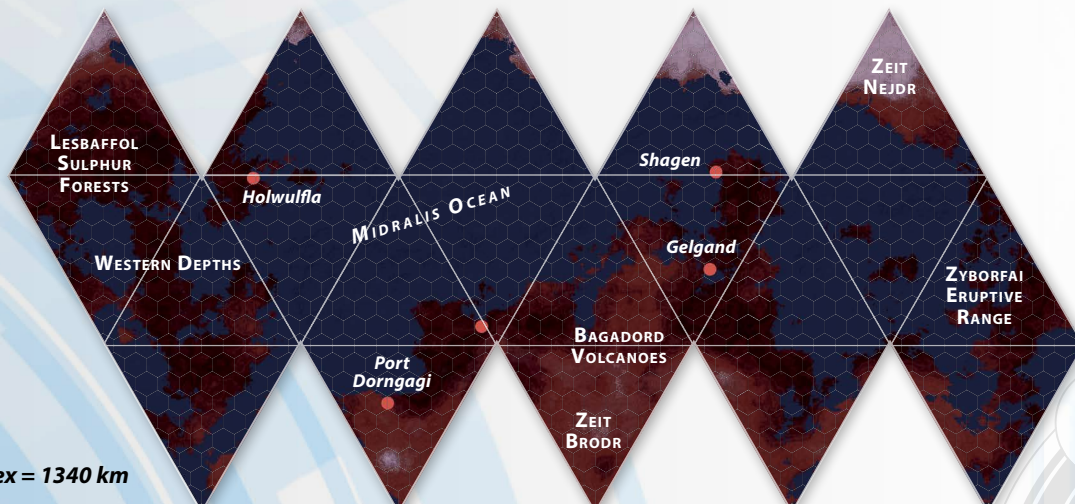 Zeit
Nejdr
Lesbaffol
Sulphur
Forests
Shagen
Holwulfla
Midralis Ocean
Gelgand
Western Depths
Zyborfai
Eruptive
Range
Bagadord
Volcanoes
Port
Dorngagi
Zeit
Brodr
ex = 1340 km